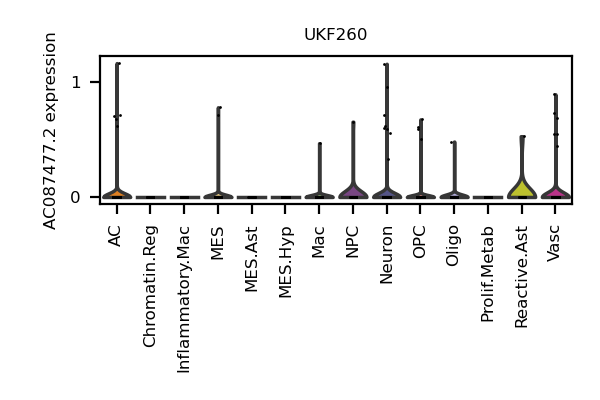 UKF260
AC087477.2 expression
1
0
AC
Chromatin.Reg
Inflammatory.Mac
MES
MES.Ast
MES.Hyp
Mac
NPC
Neuron
OPC
Oligo
Prolif.Metab
Reactive.Ast
Vasc